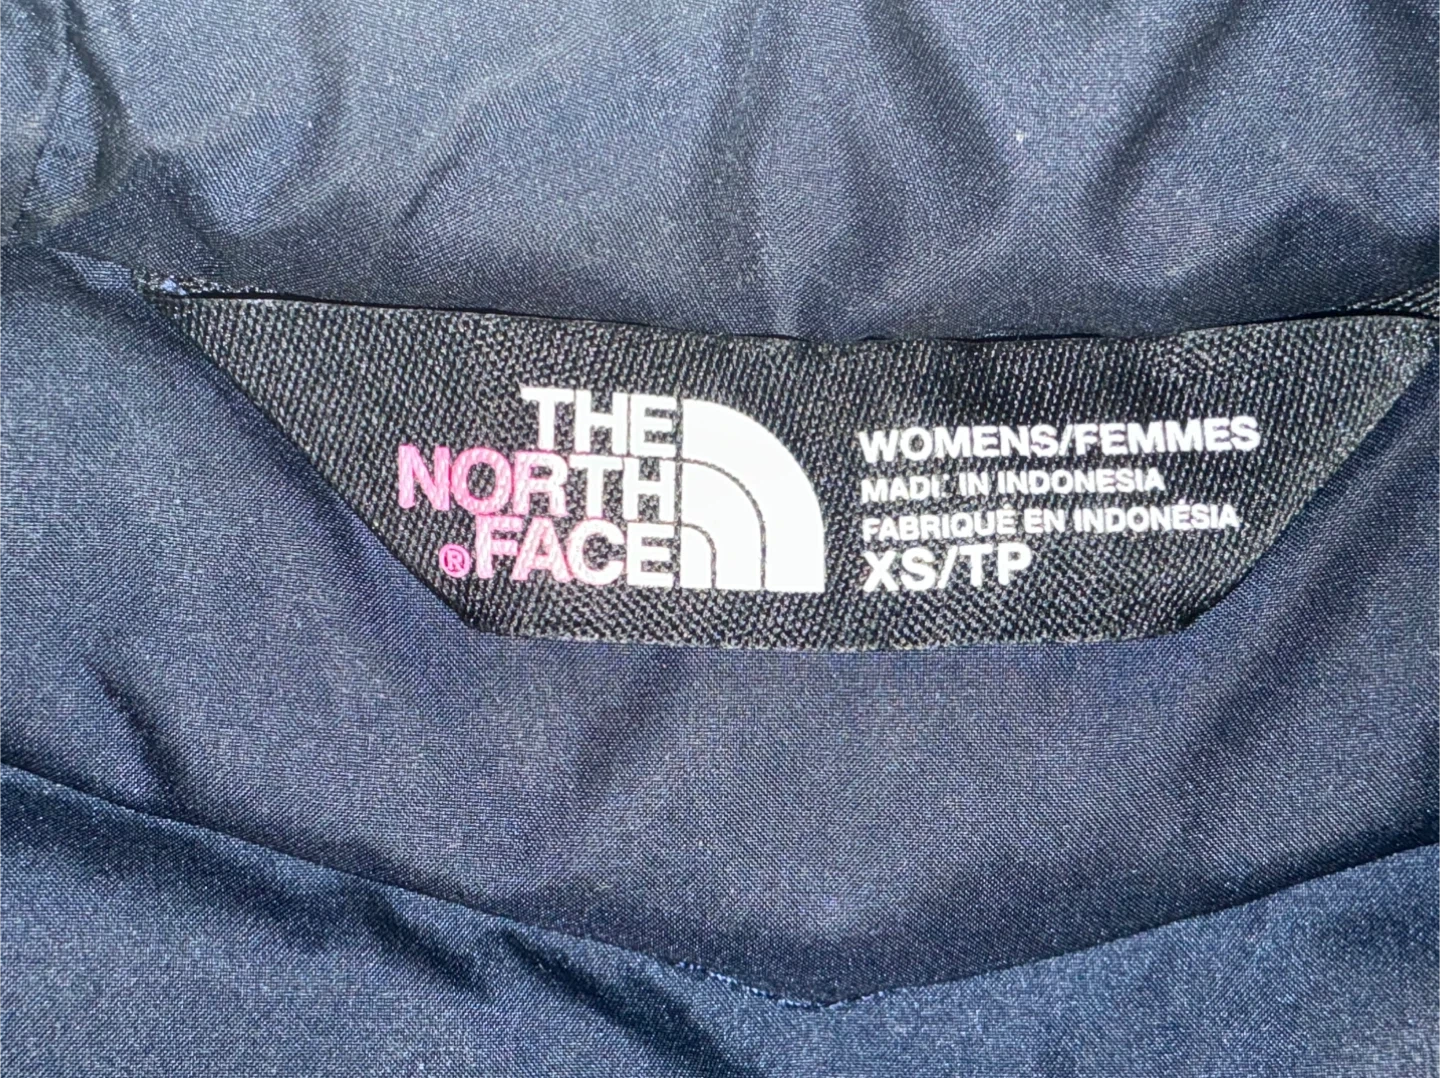 THE
NORTH
®FACE
WOMENS/FEMMES
MADE IN INDONESIA
FABRIQUÉ EN INDONÉSIA
XS/TP